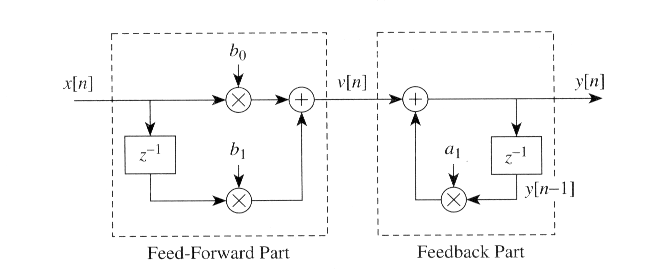 b₀
x[n]
v[n]
y[n]
×
+
+
z⁻¹
b₁
a₁
z⁻¹
×
×
y[n−1]
Feed-Forward Part
Feedback Part